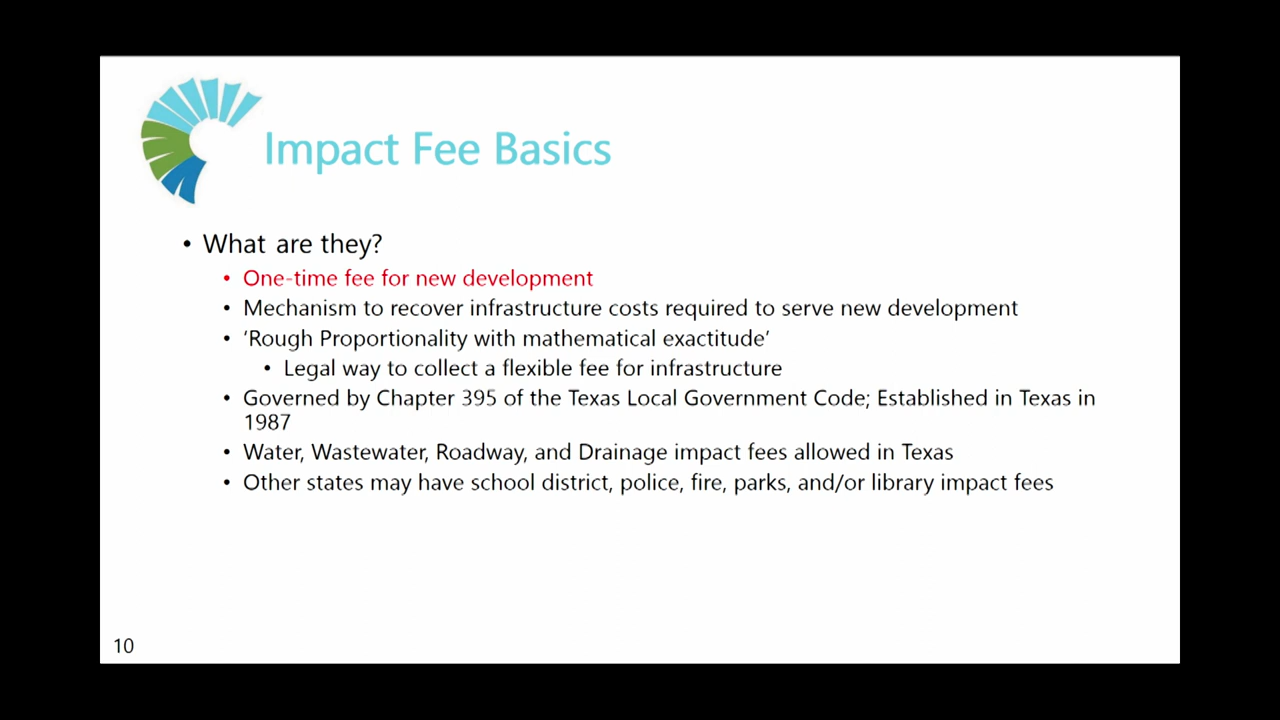 Impact Fee Basics
• What are they?
• One-time fee for new development
• Mechanism to recover infrastructure costs required to serve new development
• ‘Rough Proportionality with mathematical exactitude’
• Legal way to collect a flexible fee for infrastructure
• Governed by Chapter 395 of the Texas Local Government Code; Established in Texas in
1987
• Water, Wastewater, Roadway, and Drainage impact fees allowed in Texas
• Other states may have school district, police, fire, parks, and/or library impact fees
10